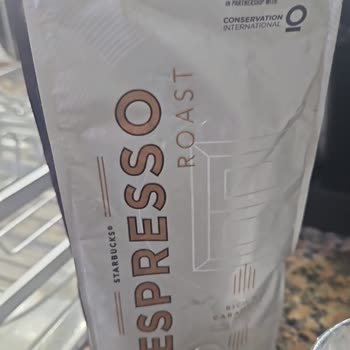 IN PARTNERSHIP WITH
CONSERVATION
INTERNATIONAL
STARBUCKS®
ESPRESSO
ROAST